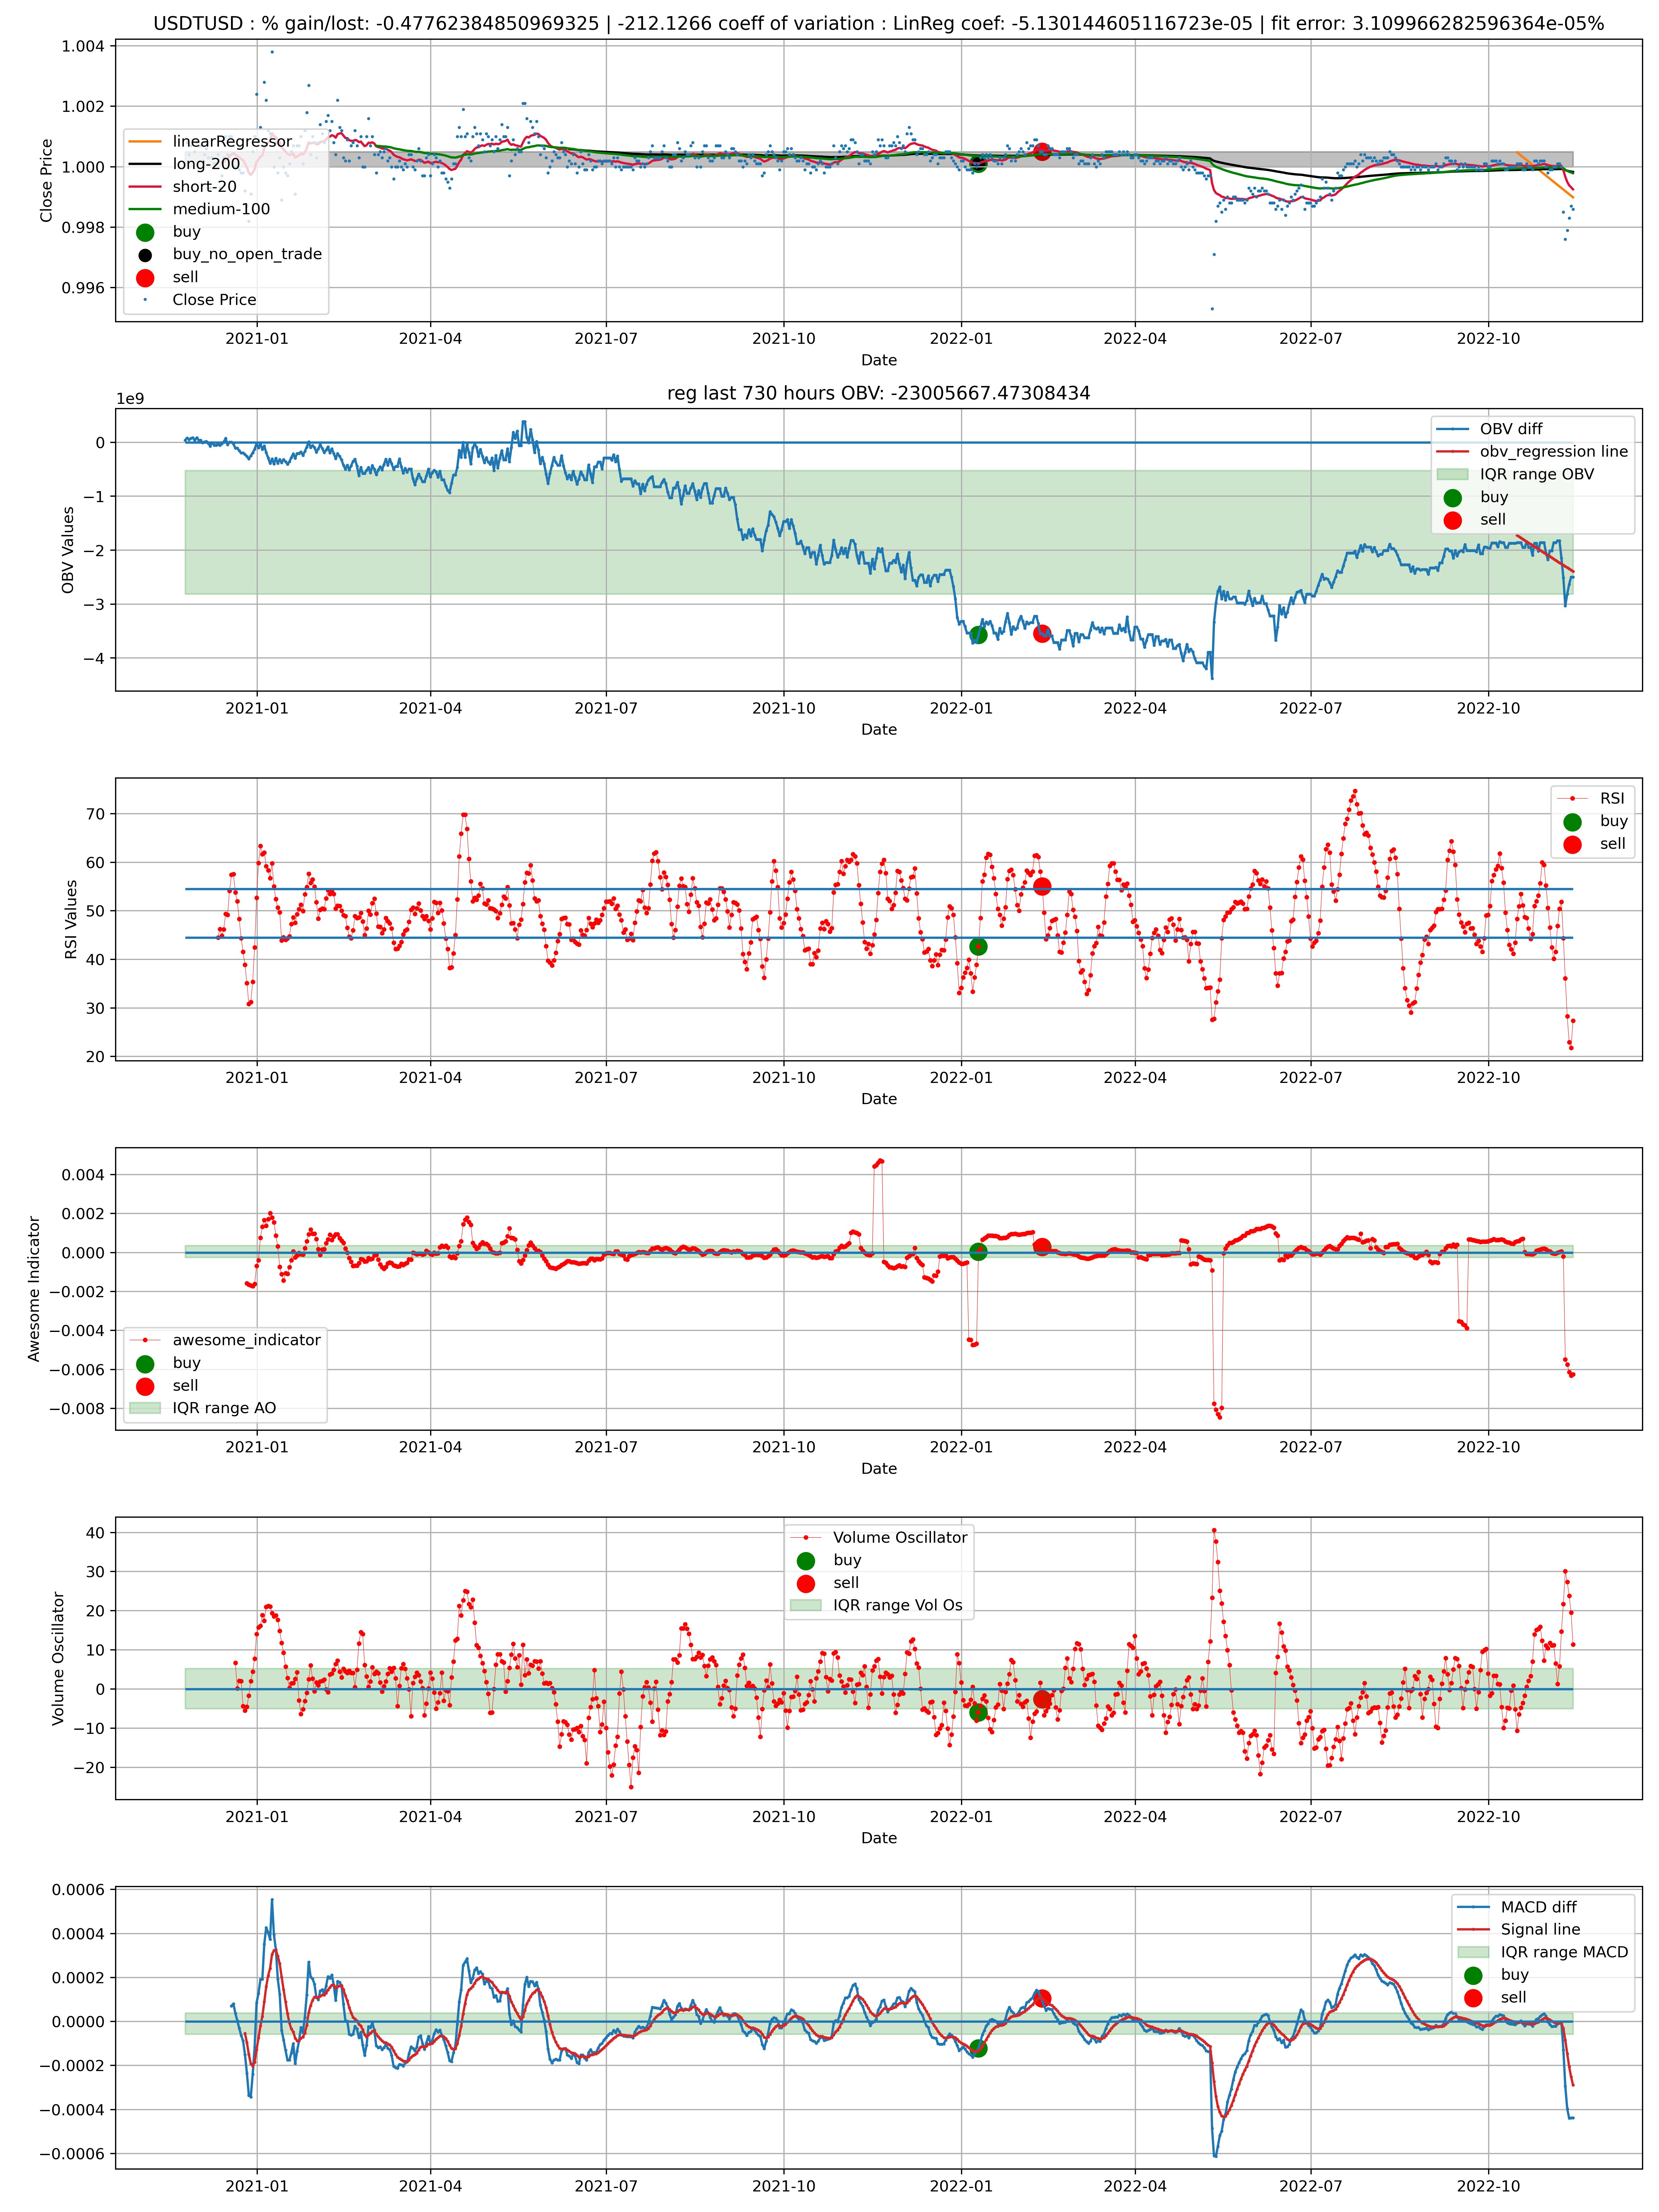 USDTUSD : % gain/lost: -0.47762384850969325 | -212.1266 coeff of variation : LinReg coef: -5.130144605116723e-05 | fit error: 3.109966282596364e-05%
1.004
1.002
1.000
0.998
0.996
Close Price
linearRegressor
long-200
short-20
medium-100
buy
buy_no_open_trade
sell
Close Price
2021-01 2021-04 2021-07 2021-10 2022-01 2022-04 2022-07 2022-10
Date
reg last 730 hours OBV: -23005667.47308434
1e9
0
−1
−2
−3
−4
OBV Values
OBV diff
obv_regression line
IQR range OBV
buy
sell
2021-01 2021-04 2021-07 2021-10 2022-01 2022-04 2022-07 2022-10
Date
70
60
50
40
30
20
RSI Values
RSI
buy
sell
2021-01 2021-04 2021-07 2021-10 2022-01 2022-04 2022-07 2022-10
Date
0.004
0.002
0.000
−0.002
−0.004
−0.006
−0.008
Awesome Indicator
awesome_indicator
buy
sell
IQR range AO
2021-01 2021-04 2021-07 2021-10 2022-01 2022-04 2022-07 2022-10
Date
40
30
20
10
0
−10
−20
Volume Oscillator
Volume Oscillator
buy
sell
IQR range Vol Os
2021-01 2021-04 2021-07 2021-10 2022-01 2022-04 2022-07 2022-10
Date
0.0006
0.0004
0.0002
0.0000
−0.0002
−0.0004
−0.0006
MACD diff
Signal line
IQR range MACD
buy
sell
2021-01 2021-04 2021-07 2021-10 2022-01 2022-04 2022-07 2022-10